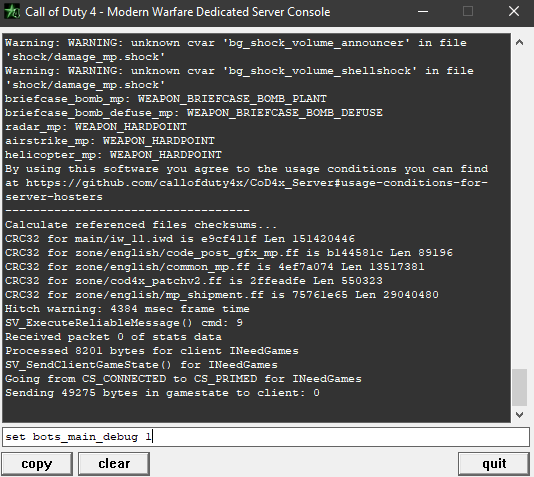 Call of Duty 4 - Modern Warfare Dedicated Server Console
Warning: WARNING: unknown cvar 'bg_shock_volume_announcer' in file
'shock/damage_mp.shock'
Warning: WARNING: unknown cvar 'bg_shock_volume_shellshock' in file
'shock/damage_mp.shock'
briefcase_bomb_mp: WEAPON_BRIEFCASE_BOMB_PLANT
briefcase_bomb_defuse_mp: WEAPON_BRIEFCASE_BOMB_DEFUSE
radar_mp: WEAPON_HARDPOINT
airstrike_mp: WEAPON_HARDPOINT
helicopter_mp: WEAPON_HARDPOINT
By using this software you agree to the usage conditions you can find
at https://github.com/callofduty4x/CoD4x_Server#usage-conditions-for-
server-hosters
-----------------------------------
Calculate referenced files checksums...
CRC32 for main/iw_11.iwd is e9cf411f Len 151420446
CRC32 for zone/english/code_post_gfx_mp.ff is b144581c Len 89196
CRC32 for zone/english/common_mp.ff is 4ef7a074 Len 13517381
CRC32 for zone/cod4x_patchv2.ff is 2ffeadfe Len 550323
CRC32 for zone/english/mp_shipment.ff is 75761e65 Len 29040480
Hitch warning: 4384 msec frame time
SV_ExecuteReliableMessage() cmd: 9
Received packet 0 of stats data
Processed 8201 bytes for client INeedGames
SV_SendClientGameState() for INeedGames
Going from CS_CONNECTED to CS_PRIMED for INeedGames
Sending 49275 bytes in gamestate to client: 0
set bots_main_debug 1
copy clear quit